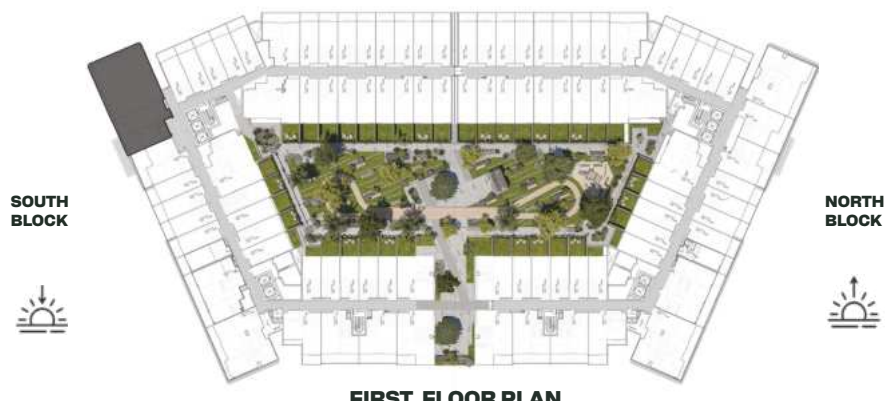 SOUTH
BLOCK
NORTH
BLOCK
FIRST FLOOR PLAN